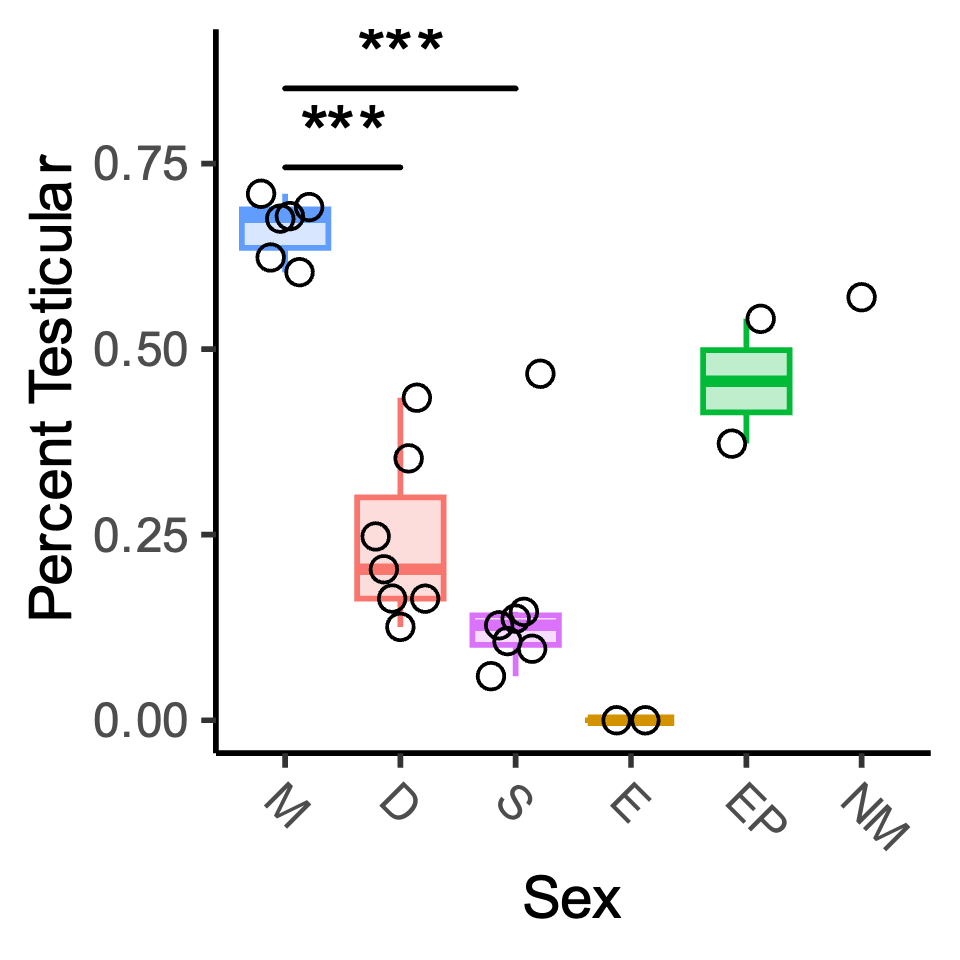 ***
***
Percent Testicular
0.75
0.50
0.25
0.00
M
D
S
E
EP
NM
Sex